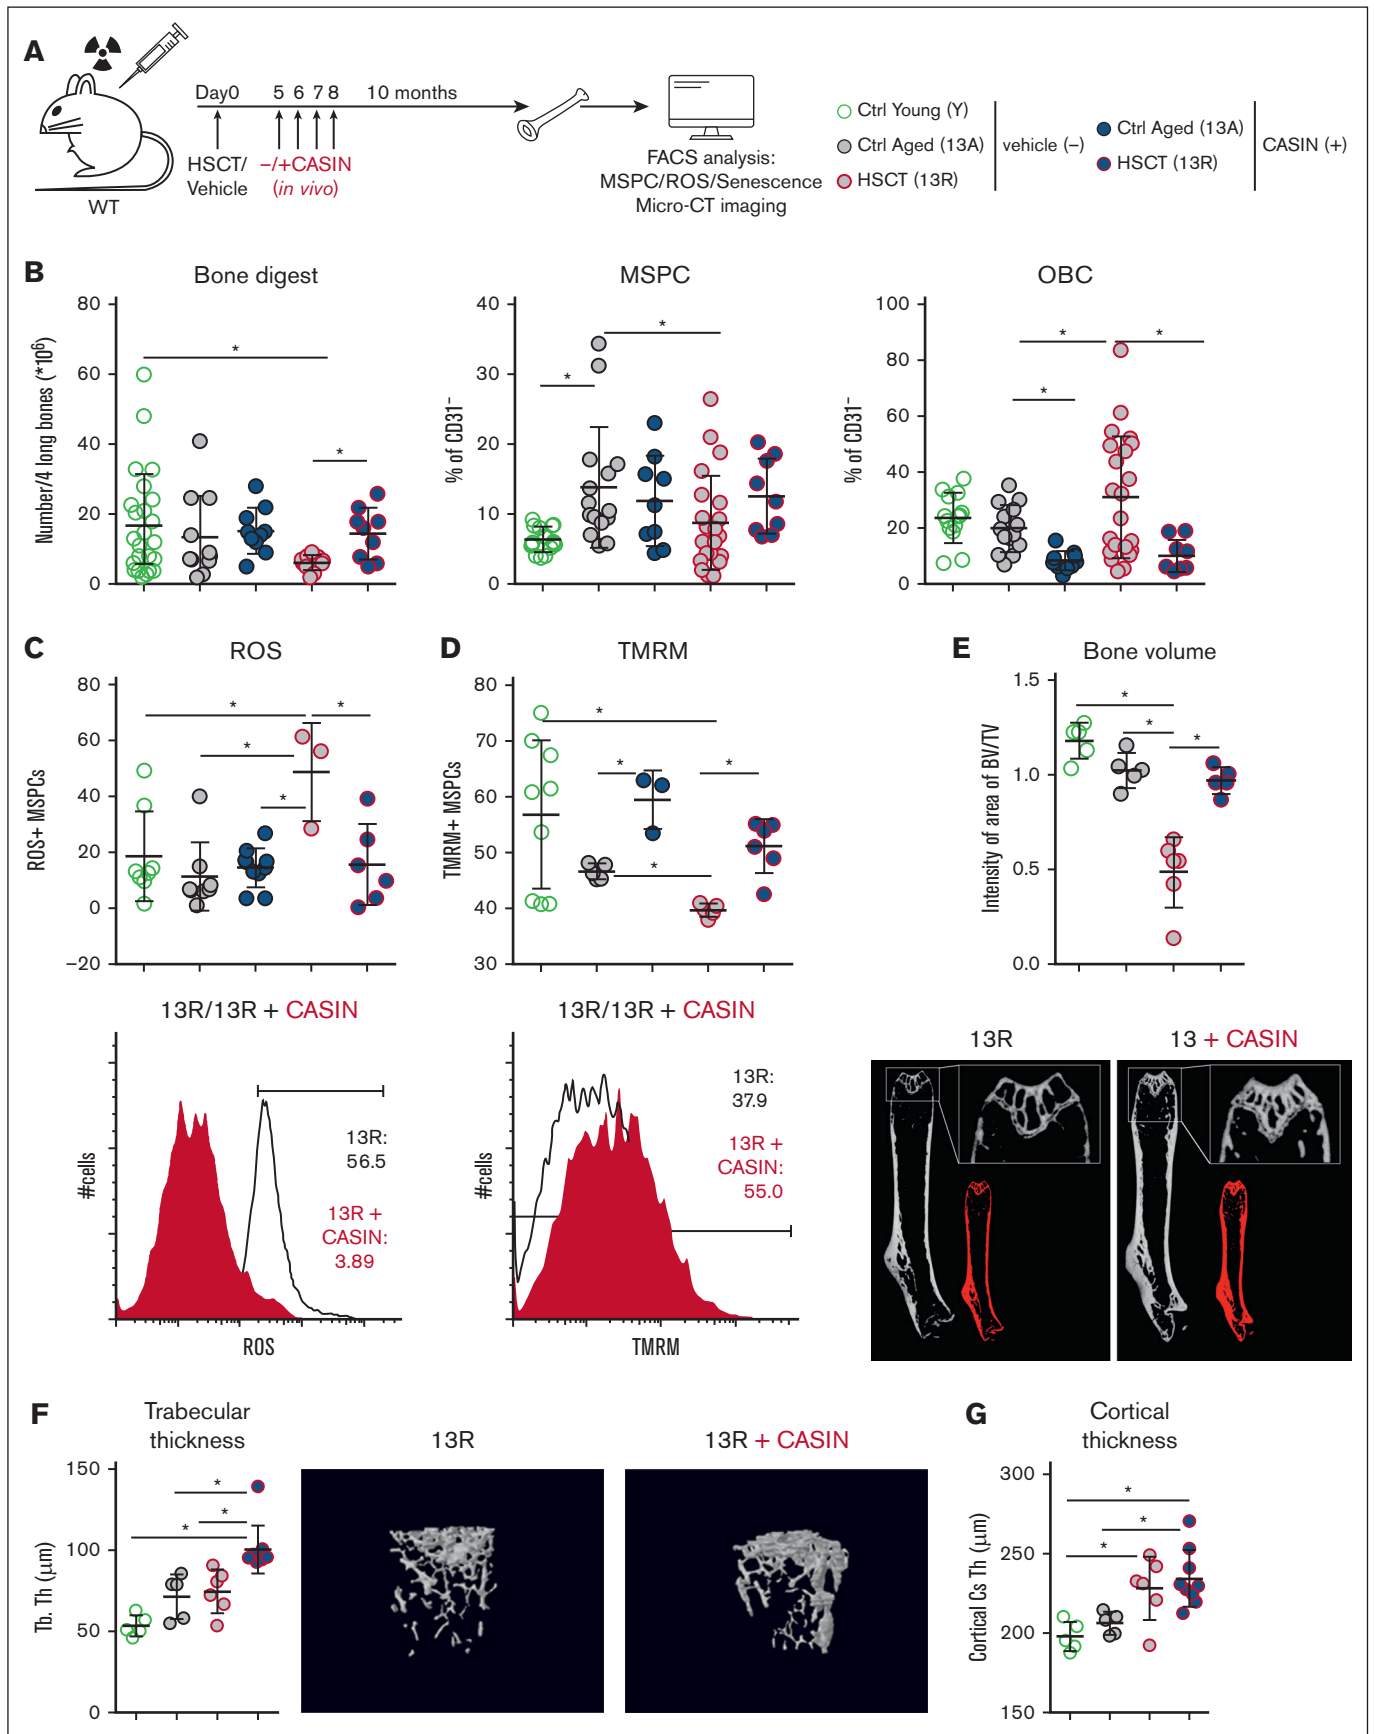 A
WT
Day0 5 6 7 8 10 months
HSCT/
Vehicle
−/+CASIN
(in vivo)
FACS analysis:
MSPC/ROS/Senescence
Micro-CT imaging
Ctrl Young (Y)
Ctrl Aged (13A)
HSCT (13R)
vehicle (−)
Ctrl Aged (13A)
HSCT (13R)
CASIN (+)
B
Bone digest
Number/4 long bones (*10⁶)
80
60
40
20
0
*
*
MSPC
% of CD31⁻
40
30
20
10
0
*
*
OBC
% of CD31⁻
100
80
60
40
20
0
*
*
*
C
ROS
ROS+ MSPCs
80
60
40
20
0
−20
*
*
*
*
D
TMRM
TMRM+ MSPCs
80
70
60
50
40
30
*
*
*
*
E
Bone volume
Intensity of area of BV/TV
1.5
1.0
0.5
0.0
*
*
*
13R/13R + CASIN
#cells
13R:
56.5
13R +
CASIN:
3.89
ROS
13R/13R + CASIN
#cells
13R:
37.9
13R +
CASIN:
55.0
TMRM
13R
13 + CASIN
F
Trabecular
thickness
Tb. Th (μm)
150
100
50
0
*
*
*
13R
13R + CASIN
G
Cortical
thickness
Cortical Cs Th (μm)
300
250
200
150
*
*
*